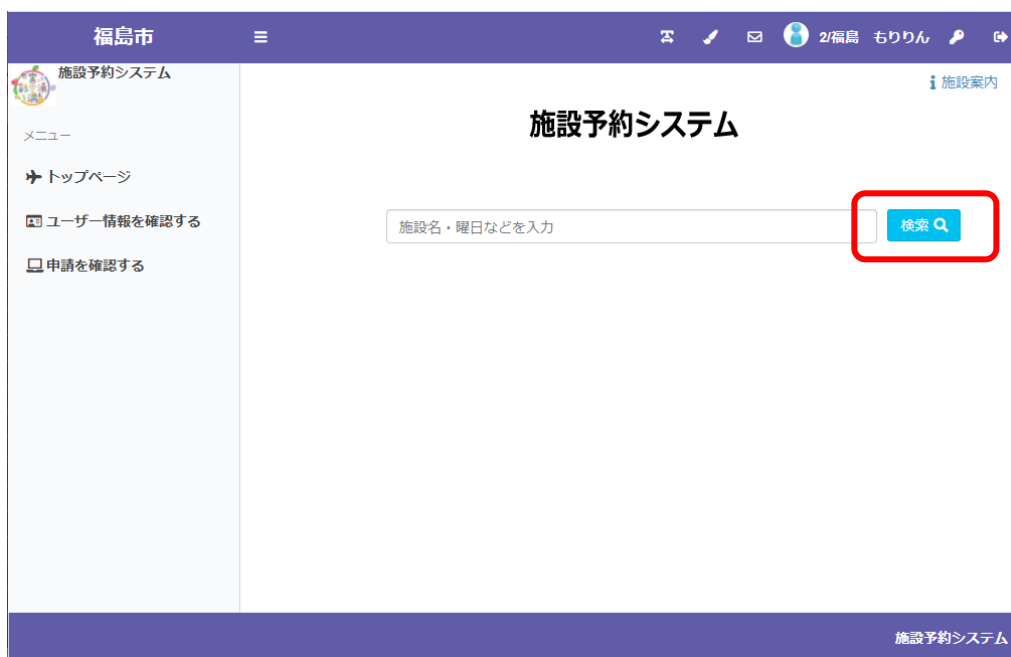 福島市
2/福島 もりりん
施設予約システム
施設案内
施設予約システム
メニュー
トップページ
ユーザー情報を確認する
施設名・曜日などを入力
検索
申請を確認する
施設予約システム